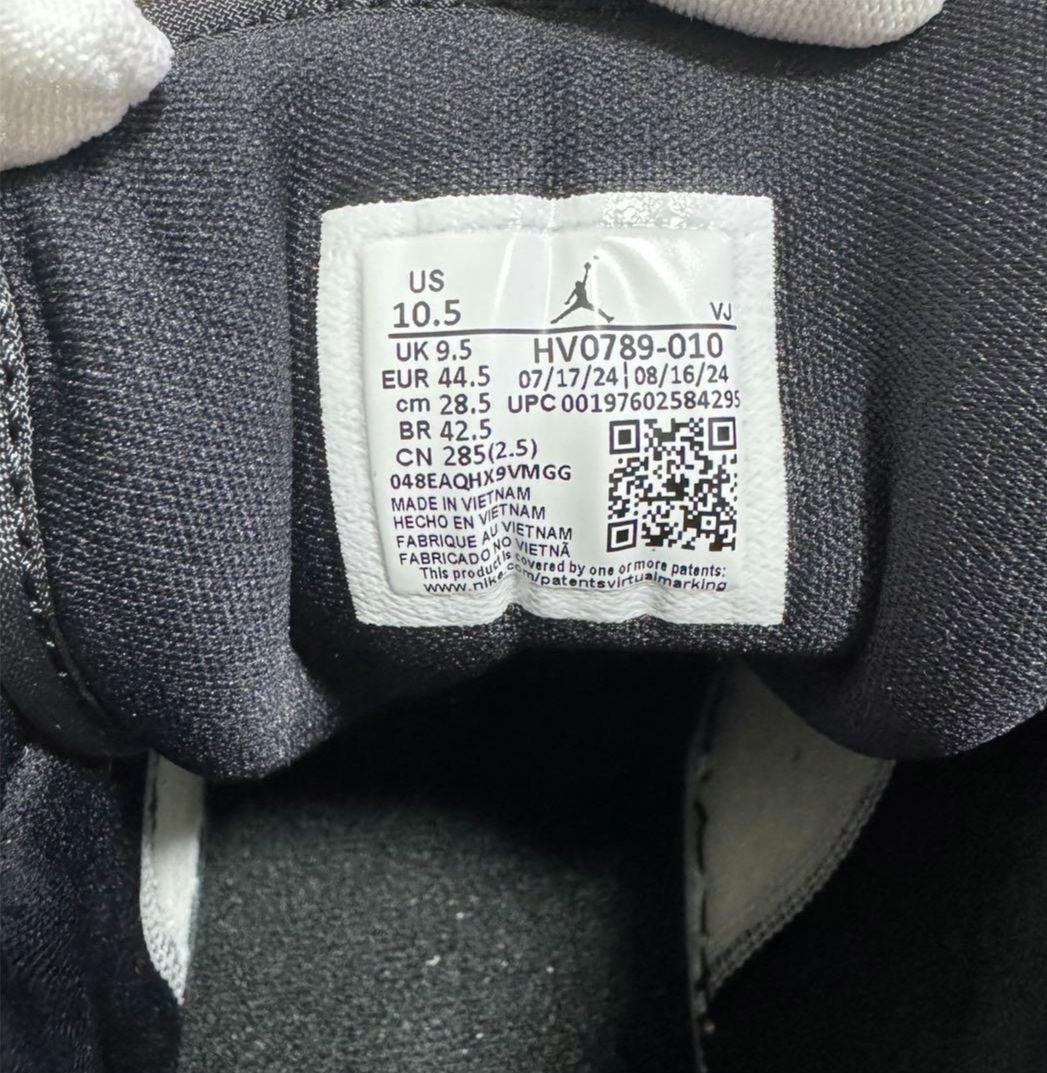 US
10.5 VJ
UK 9.5 HV0789-010
EUR 44.5 07/17/24|08/16/24
cm 28.5 UPC 00197602584295
BR 42.5
CN 285(2.5)
048EAQHX9VMGG
MADE IN VIETNAM
HECHO EN VIETNAM
FABRIQUE AU VIETNAM
FABRICADO NO VIETNÃ
This product is covered by one or more patents:
www.nike.com/patentsvirtualmarking